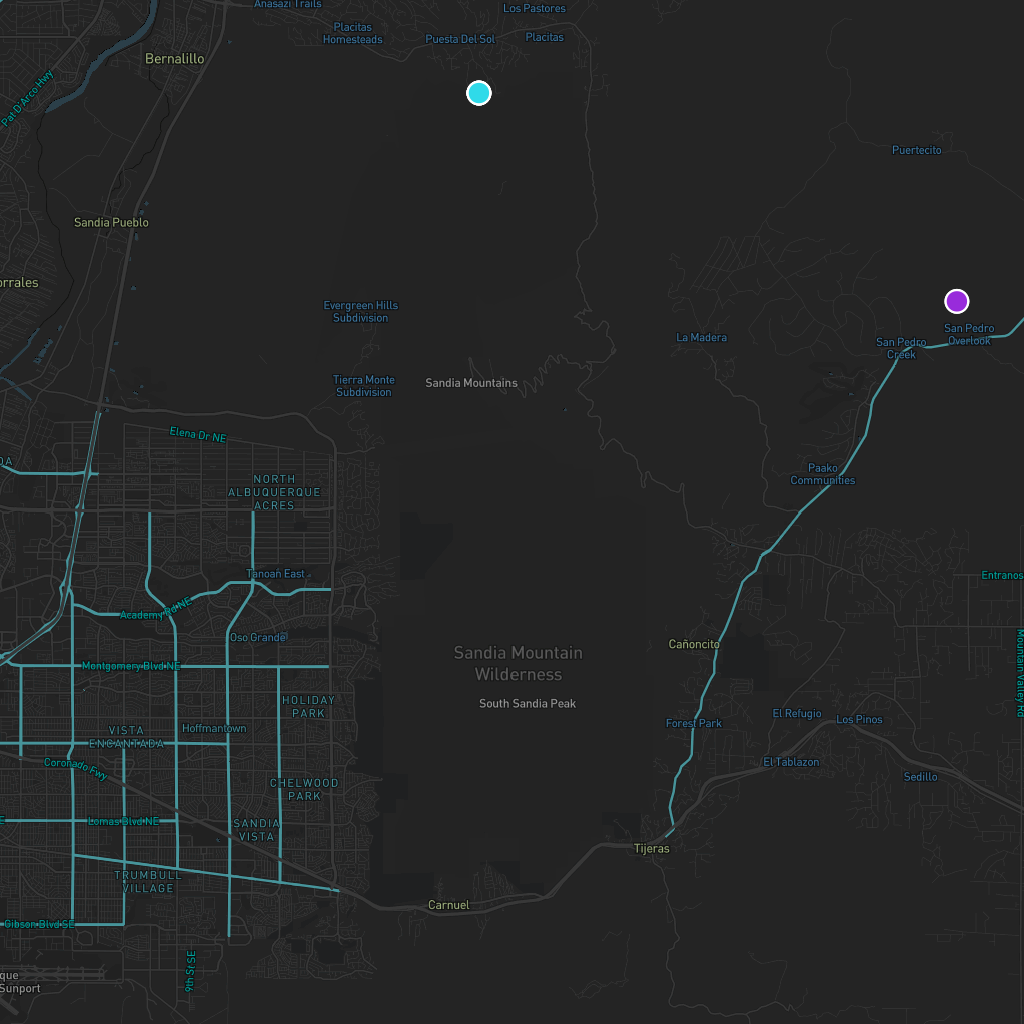 Anasazi Trails
Los Pastores
Placitas
Homesteads
Puesta Del Sol
Placitas
Bernalillo
Pat D'Arco Hwy
Puertecito
Sandia Pueblo
orrales
Evergreen Hills
Subdivision
San Pedro
Overlook
La Madera
San Pedro
Creek
Tierra Monte
Subdivision
Sandia Mountains
Elena Dr NE
DA
NORTH
ALBUQUERQUE
ACRES
Paako
Communities
Tanoan East
Entranos
Academy Rd NE
Oso Grande
Cañoncito
Sandia Mountain
Wilderness
Montgomery Blvd NE
Mountain Valley Rd
South Sandia Peak
HOLIDAY
PARK
El Refugio
Los Pinos
Forest Park
VISTA
ENCANTADA
Hoffmantown
Coronado Fwy
El Tablazon
Sedillo
CHELWOOD
PARK
E
Lomas Blvd NE
SANDIA
VISTA
Tijeras
TRUMBULL
VILLAGE
Carnuel
Gibson Blvd SE
9th St SE
que
Sunport